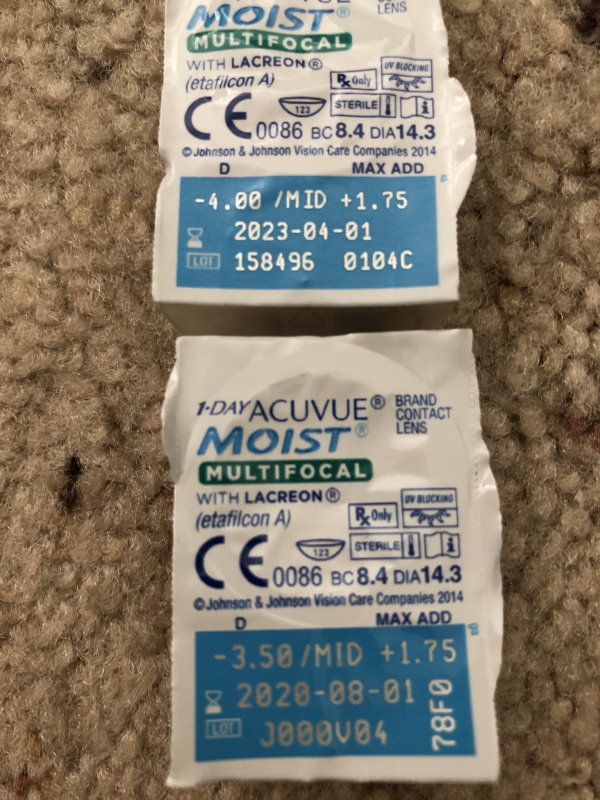 ACUVUE
LENS
MOIST®
MULTIFOCAL
WITH LACREON®
(etafilcon A)
Rx Only
UV BLOCKING
123
STERILE
i
CE 0086 BC 8.4 DIA 14.3
© Johnson & Johnson Vision Care Companies 2014
D MAX ADD
-4.00 /MID +1.75
2023-04-01
LOT 158496 0104C
1·DAY ACUVUE® BRAND
CONTACT
LENS
MOIST®
MULTIFOCAL
WITH LACREON®
(etafilcon A)
Rx Only
UV BLOCKING
123
STERILE
i
CE 0086 BC 8.4 DIA 14.3
© Johnson & Johnson Vision Care Companies 2014
D MAX ADD
-3.50 /MID +1.75
2020-08-01
LOT J000V04
78F0